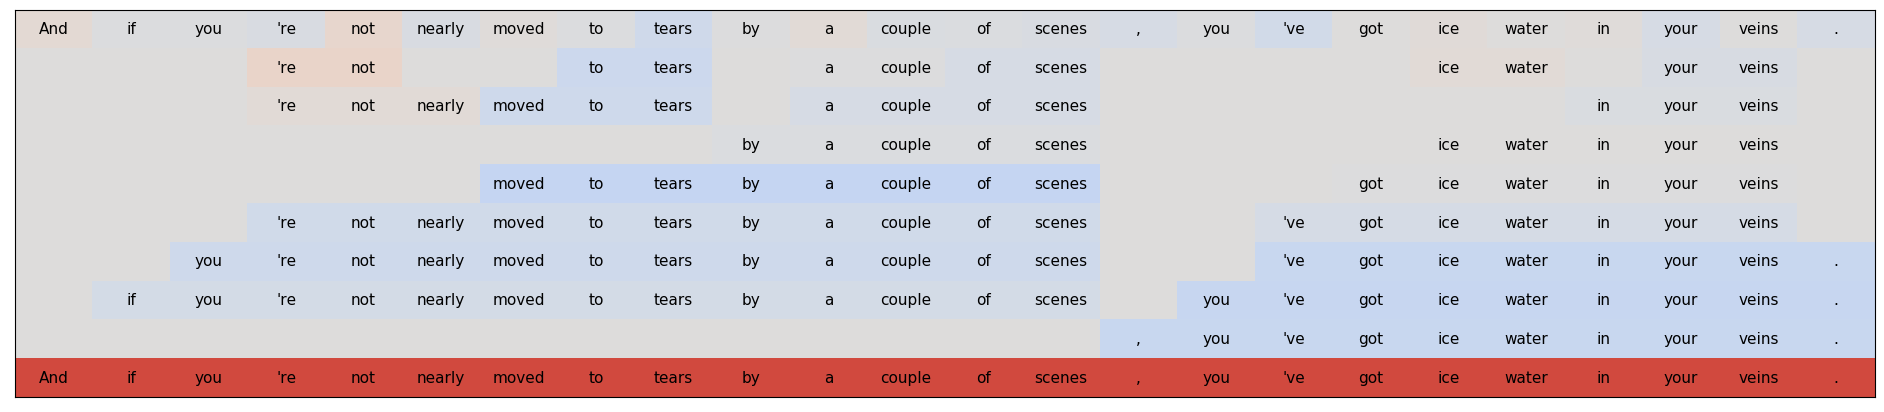 And if you 're not nearly moved to tears by a couple of scenes , you 've got ice water in your veins .
're not to tears a couple of scenes ice water your veins
're not nearly moved to tears a couple of scenes in your veins
by a couple of scenes ice water in your veins
moved to tears by a couple of scenes got ice water in your veins
're not nearly moved to tears by a couple of scenes 've got ice water in your veins
you 're not nearly moved to tears by a couple of scenes 've got ice water in your veins .
if you 're not nearly moved to tears by a couple of scenes you 've got ice water in your veins .
, you 've got ice water in your veins .
And if you 're not nearly moved to tears by a couple of scenes , you 've got ice water in your veins .